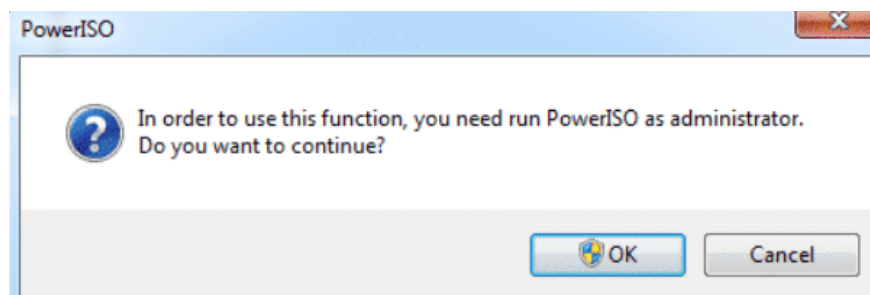 PowerISO
In order to use this function, you need run PowerISO as administrator.
Do you want to continue?
OK
Cancel